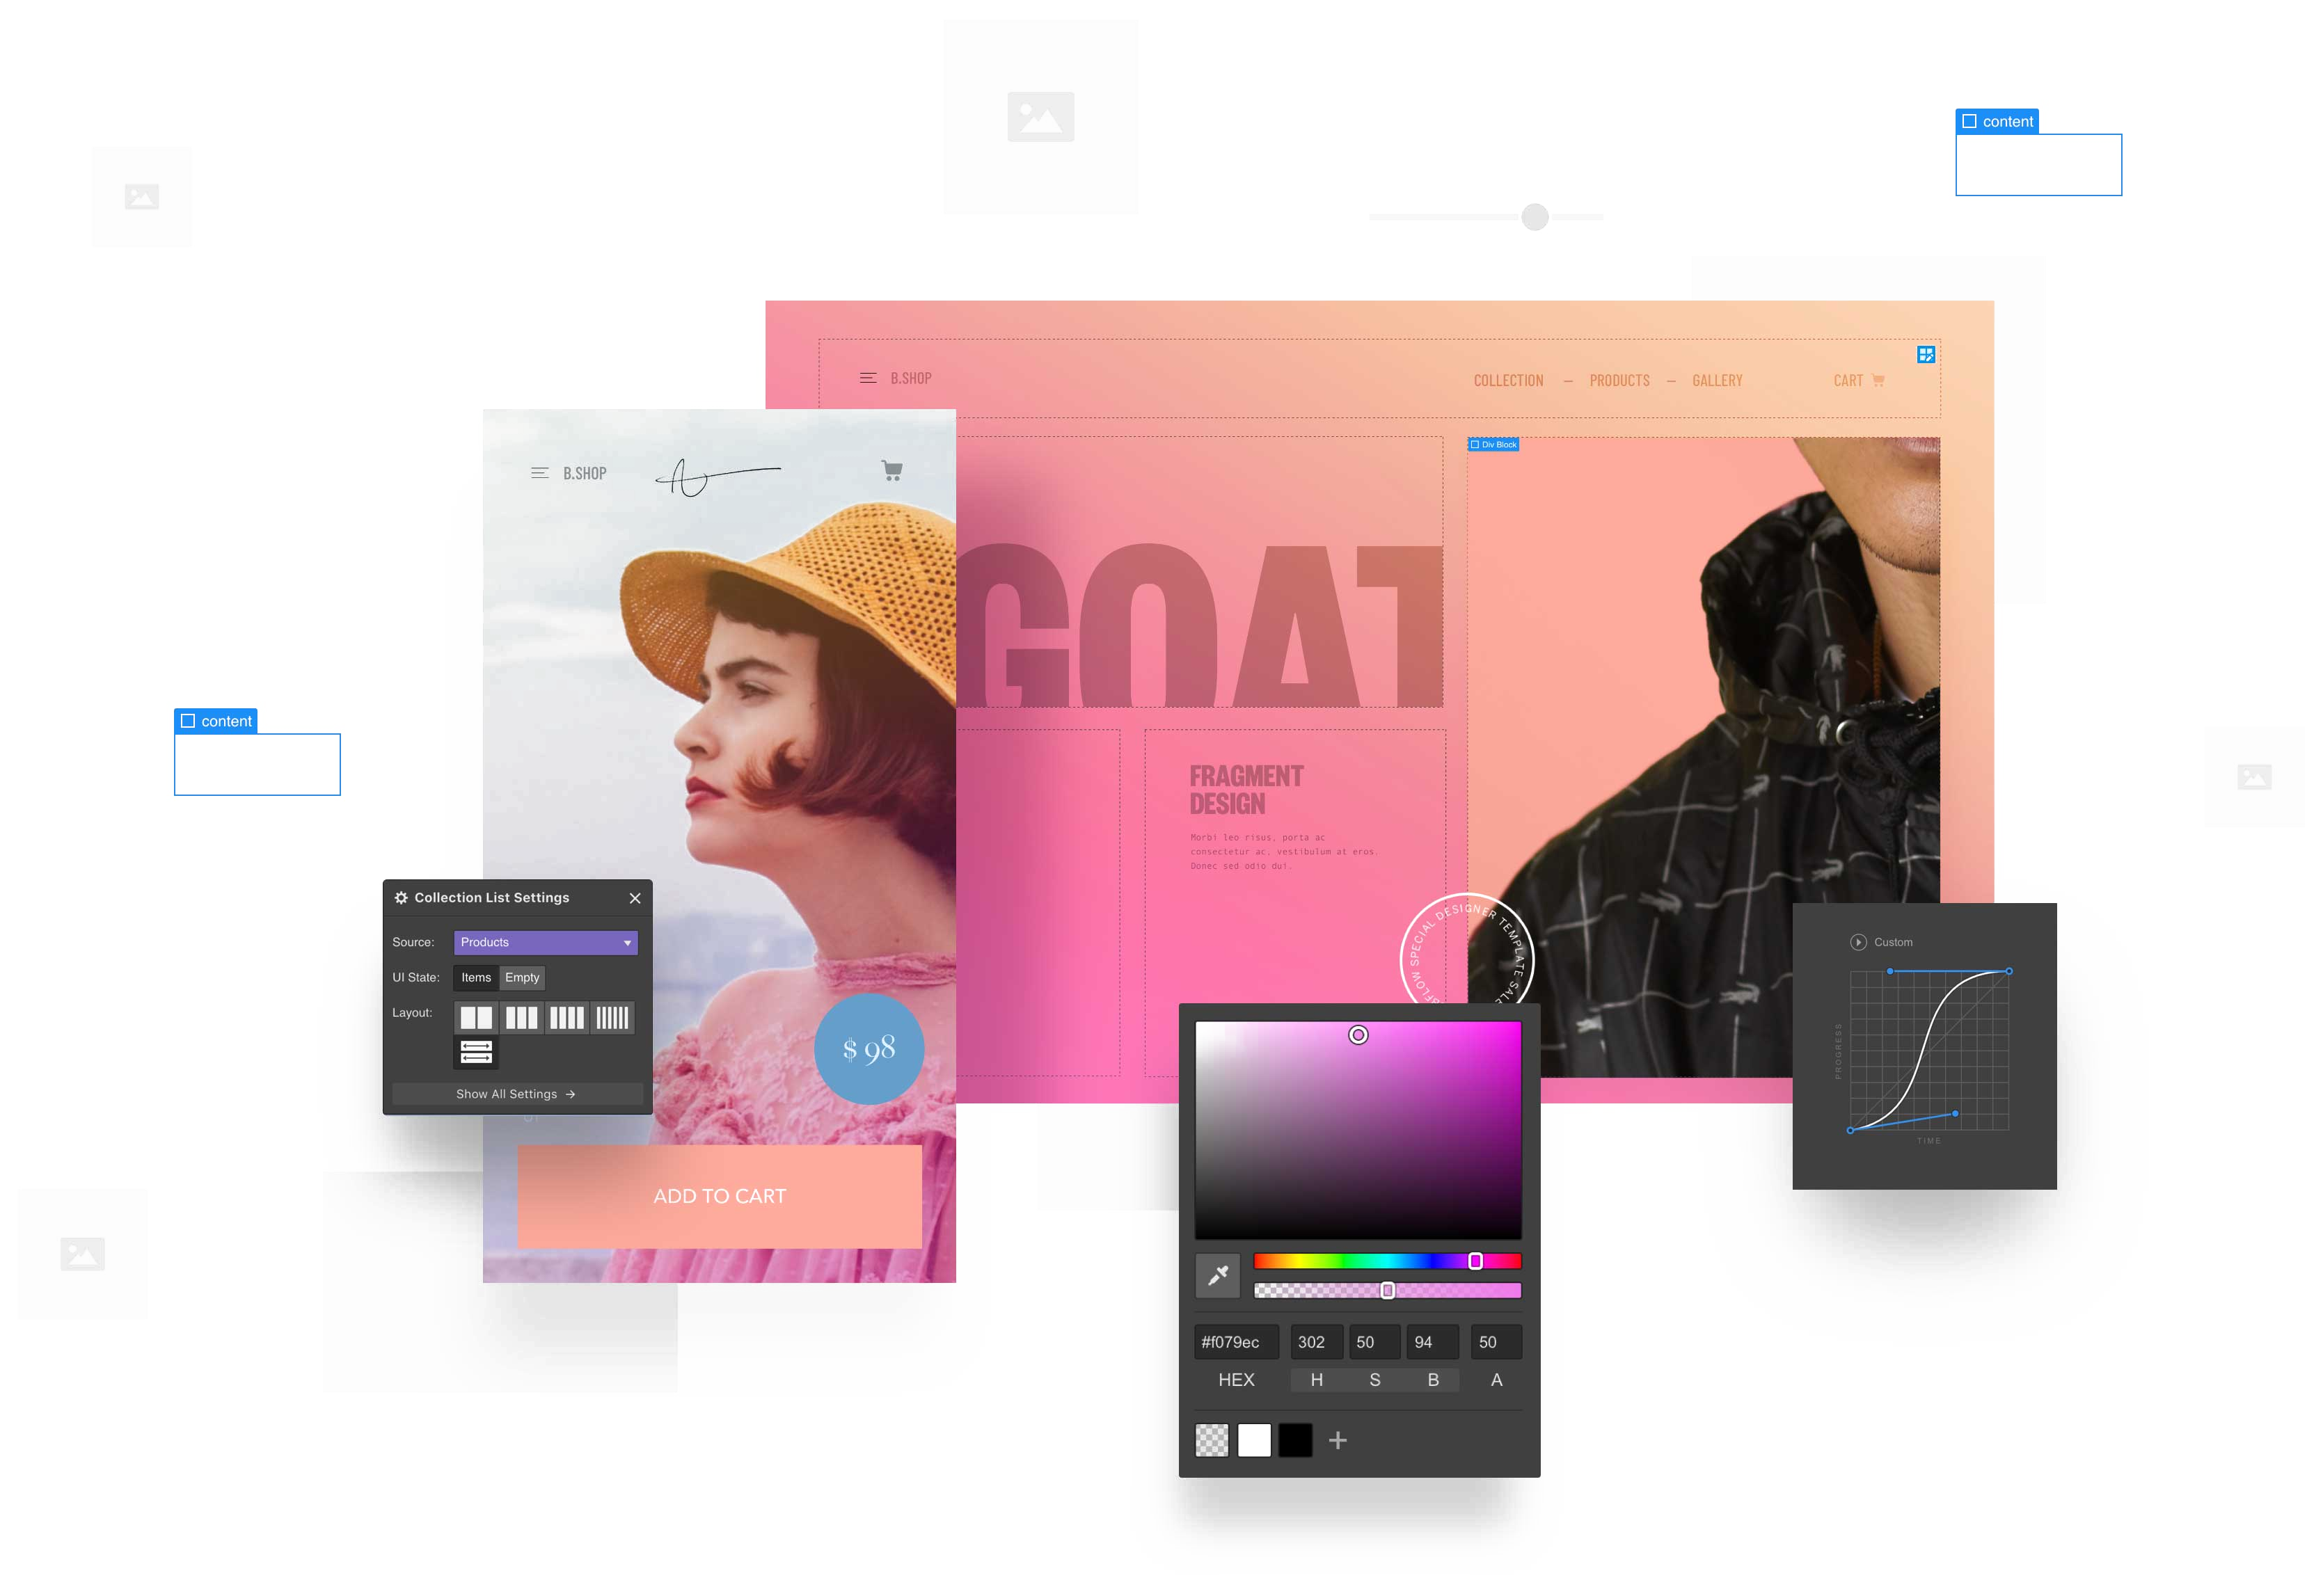 content
B.SHOP
COLLECTION — PRODUCTS — GALLERY
CART
Div Block
B.SHOP
GOAT
content
FRAGMENT
DESIGN
Morbi leo risus, porta ac
consectetur ac, vestibulum at eros.
Donec sed odio dui.
Collection List Settings
Source: Products
UI State: Items Empty
Layout:
Show All Settings →
$ 98
ADD TO CART
SPECIAL DESIGNER TEMPLATE SALE
Custom
PROGRESS
TIME
#f079ec 302 50 94 50
HEX H S B A